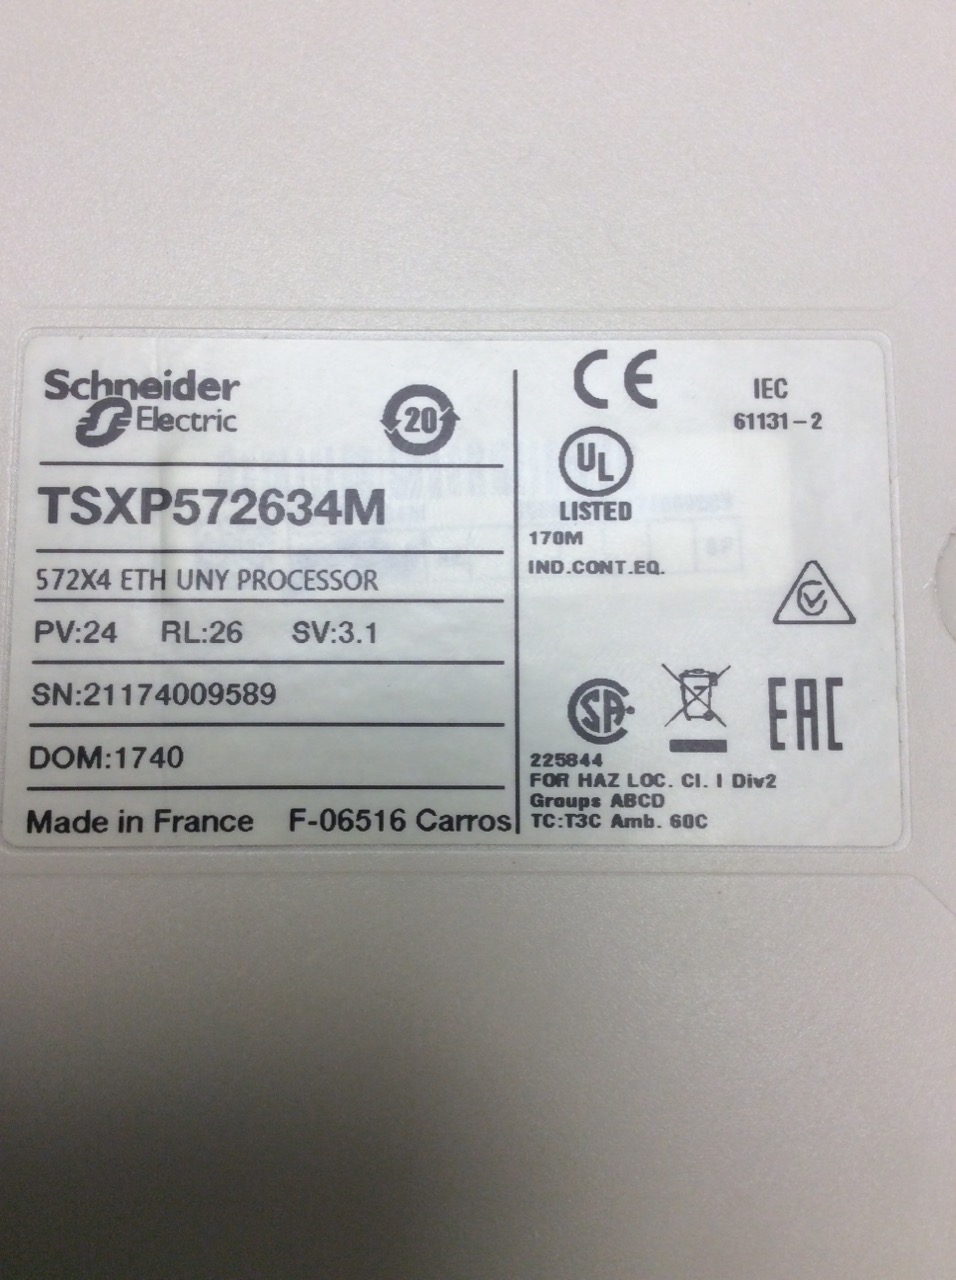 Schneider
Electric
20
TSXP572634M
572X4 ETH UNY PROCESSOR
PV:24 RL:26 SV:3.1
SN:21174009589
DOM:1740
Made in France F-06516 Carros
CE
IEC
61131-2
UL
LISTED
170M
IND.CONT.EQ.
SA
EAC
225844
FOR HAZ LOC. Cl. I Div2
Groups ABCD
TC:T3C Amb. 60C